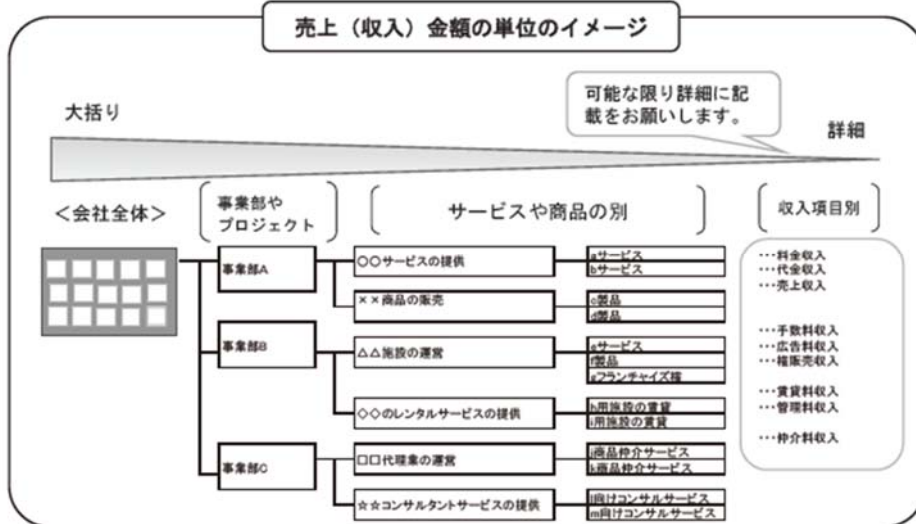 売上（収入）金額の単位のイメージ
可能な限り詳細に記
載をお願いします。
大括り
詳細
＜会社全体＞
事業部や
プロジェクト
サービスや商品の別
収入項目別
事業部A
○○サービスの提供
aサービス
bサービス
××商品の販売
c製品
d製品
事業部B
△△施設の運営
eサービス
f製品
gフランチャイズ権
◇◇のレンタルサービスの提供
h用施設の賃貸
i用施設の賃貸
事業部C
□□代理業の運営
j商品仲介サービス
k商品仲介サービス
☆☆コンサルタントサービスの提供
l向けコンサルサービス
m向けコンサルサービス
…料金収入
…代金収入
…売上収入
…手数料収入
…広告料収入
…権販売収入
…賃貸料収入
…管理料収入
…仲介料収入